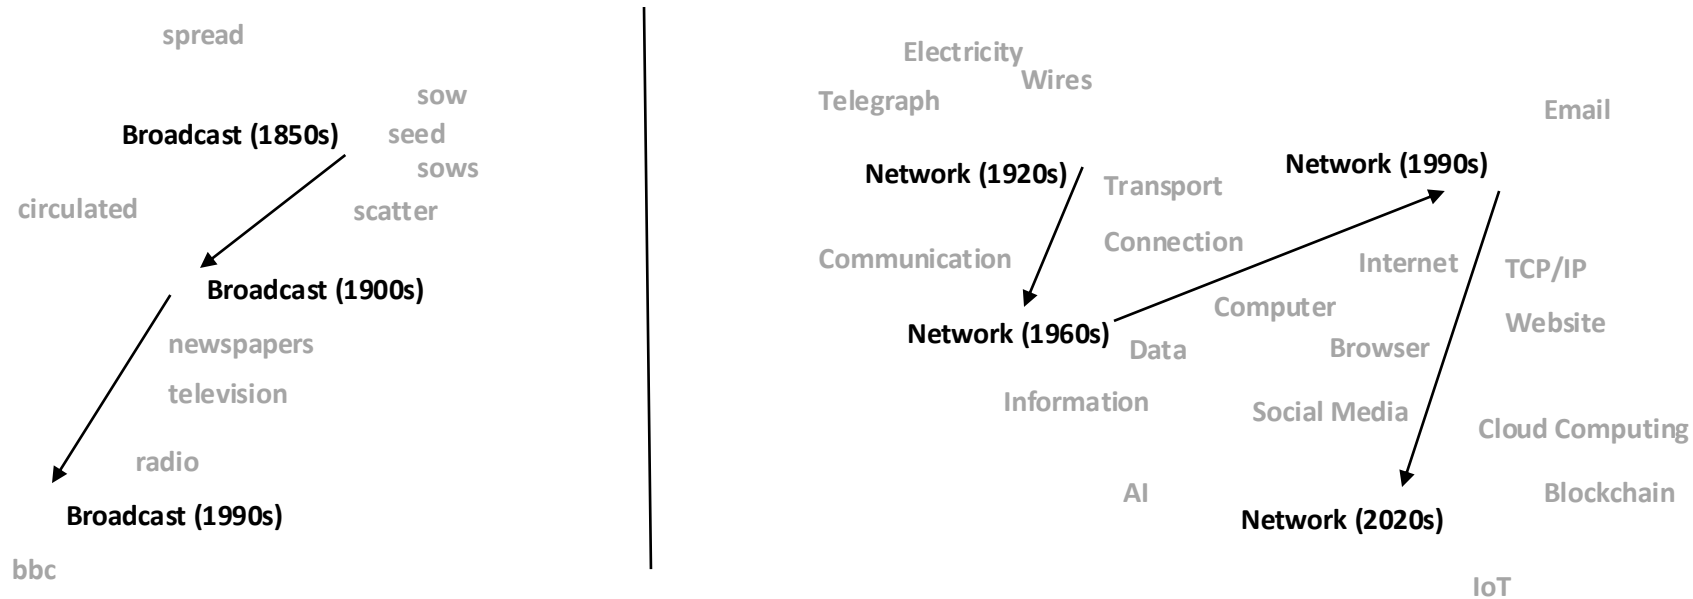 spread
sow
Broadcast (1850s)
seed
sows
circulated
scatter
Broadcast (1900s)
newspapers
television
radio
Broadcast (1990s)
bbc
Electricity
Wires
Telegraph
Email
Network (1920s)
Network (1990s)
Transport
Connection
Communication
Internet
TCP/IP
Computer
Website
Network (1960s)
Data
Browser
Information
Social Media
Cloud Computing
AI
Blockchain
Network (2020s)
IoT